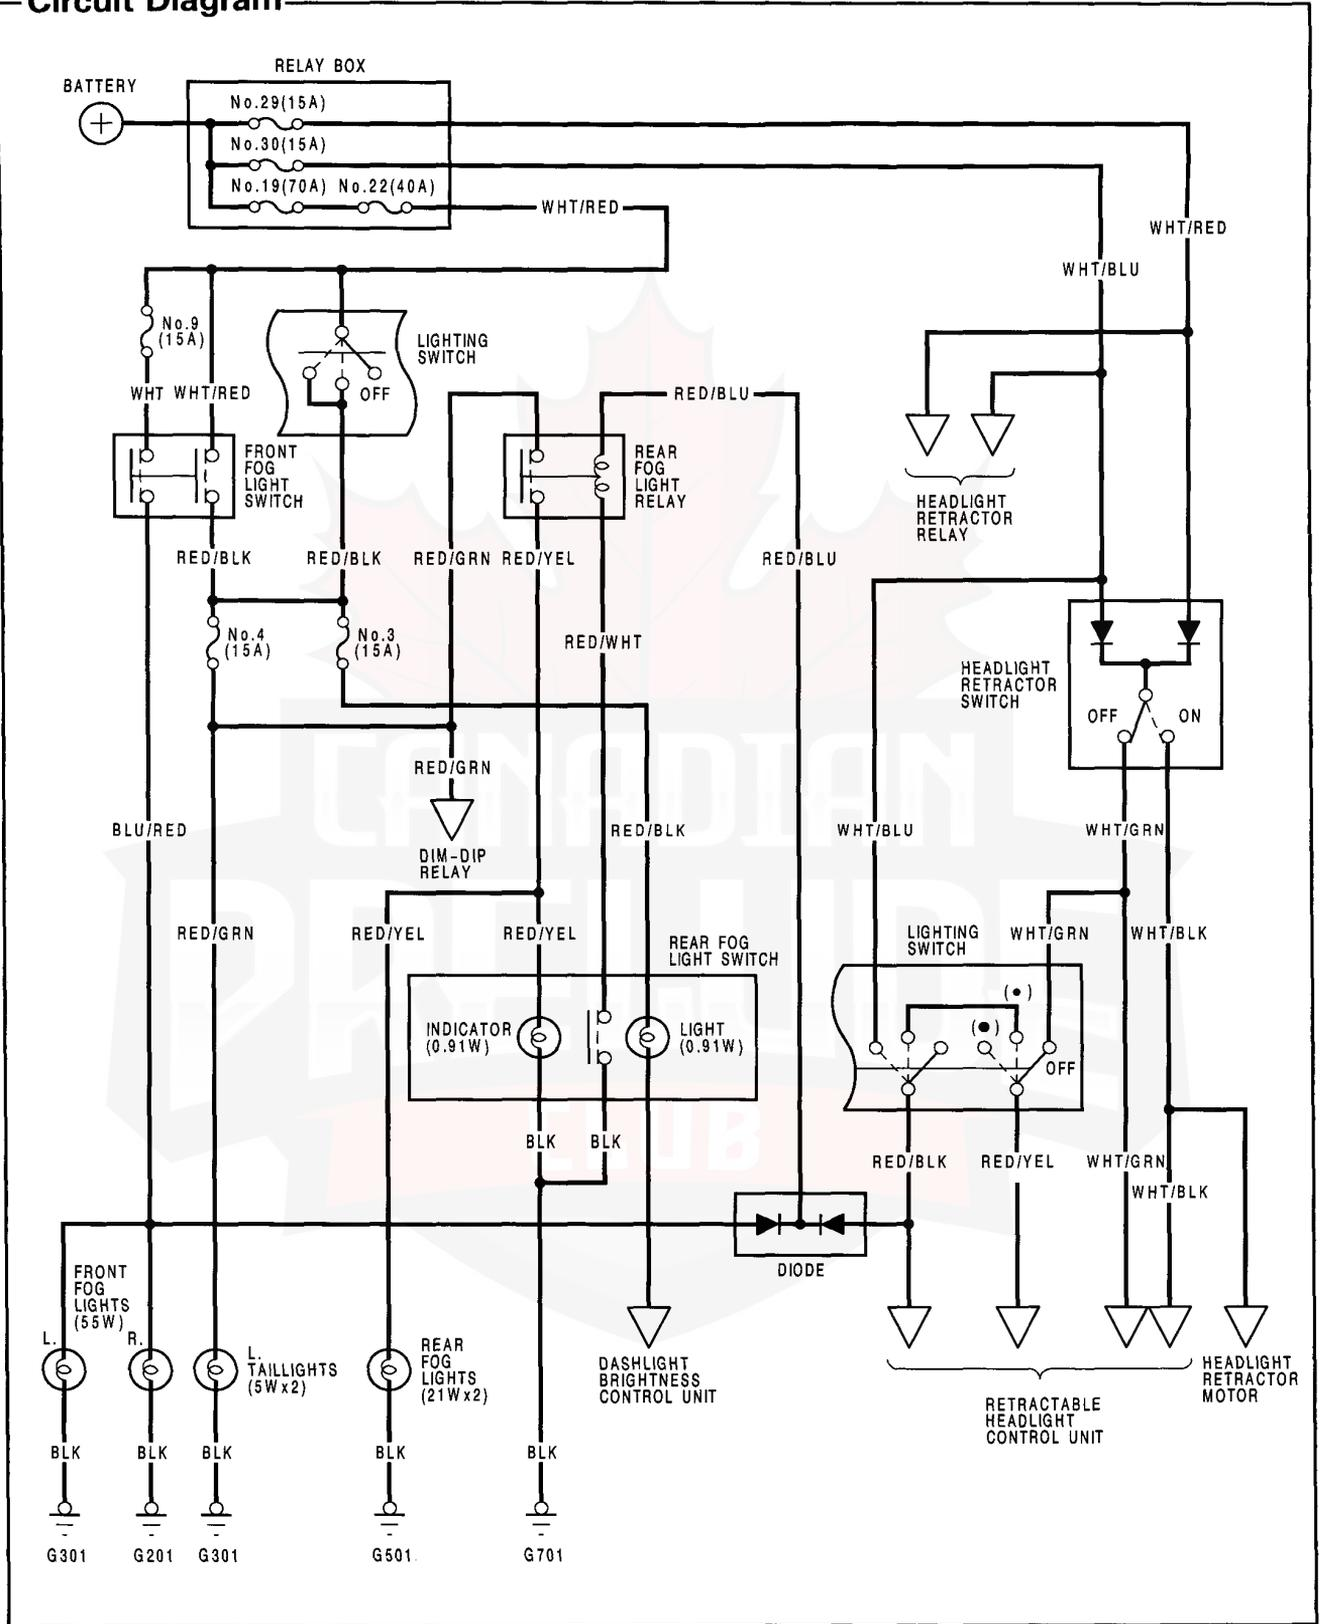 Circuit Diagram
RELAY BOX
BATTERY
No.29(15A)
No.30(15A)
No.19(70A) No.22(40A)
WHT/RED
WHT/RED
WHT/BLU
No.9
(15A)
LIGHTING
SWITCH
OFF
WHT WHT/RED
RED/BLU
FRONT
FOG
LIGHT
SWITCH
REAR
FOG
LIGHT
RELAY
HEADLIGHT
RETRACTOR
RELAY
RED/BLK
RED/BLK
RED/GRN
RED/YEL
RED/BLU
No.4
(15A)
No.3
(15A)
RED/WHT
HEADLIGHT
RETRACTOR
SWITCH
OFF
ON
RED/GRN
BLU/RED
DIM-DIP
RELAY
RED/BLK
WHT/BLU
WHT/GRN
RED/GRN
RED/YEL
RED/YEL
REAR FOG
LIGHT SWITCH
LIGHTING
SWITCH
WHT/GRN
WHT/BLK
INDICATOR
(0.91W)
LIGHT
(0.91W)
(•)
(●)
OFF
CANADIAN
PRELUDE
CLUB
BLK
BLK
RED/BLK
RED/YEL
WHT/GRN
WHT/BLK
DIODE
FRONT
FOG
LIGHTS
(55W)
L.
R.
L.
TAILLIGHTS
(5Wx2)
REAR
FOG
LIGHTS
(21Wx2)
DASHLIGHT
BRIGHTNESS
CONTROL UNIT
RETRACTABLE
HEADLIGHT
CONTROL UNIT
HEADLIGHT
RETRACTOR
MOTOR
BLK
BLK
BLK
BLK
BLK
G301
G201
G301
G501
G701